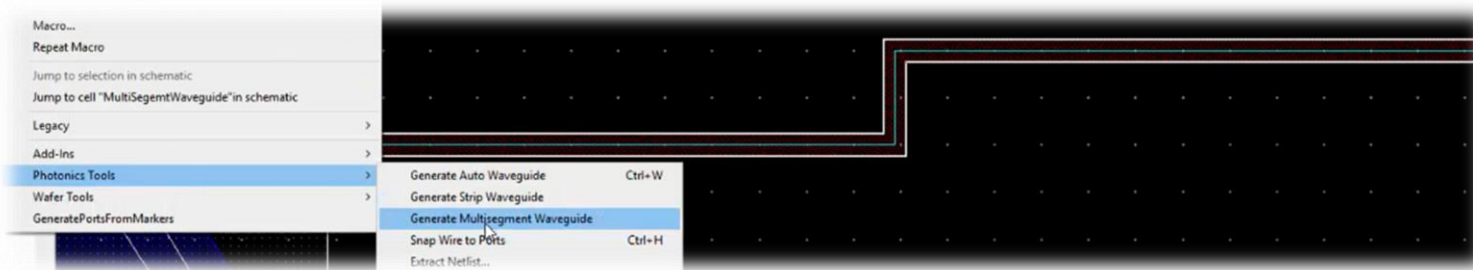 Macro...
Repeat Macro
Jump to selection in schematic
Jump to cell "MultiSegemtWaveguide"in schematic
Legacy
Add-Ins
Photonics Tools
Wafer Tools
GeneratePortsFromMarkers
Generate Auto Waveguide Ctrl+W
Generate Strip Waveguide
Generate Multisegment Waveguide
Snap Wire to Ports Ctrl+H
Extract Netlist...